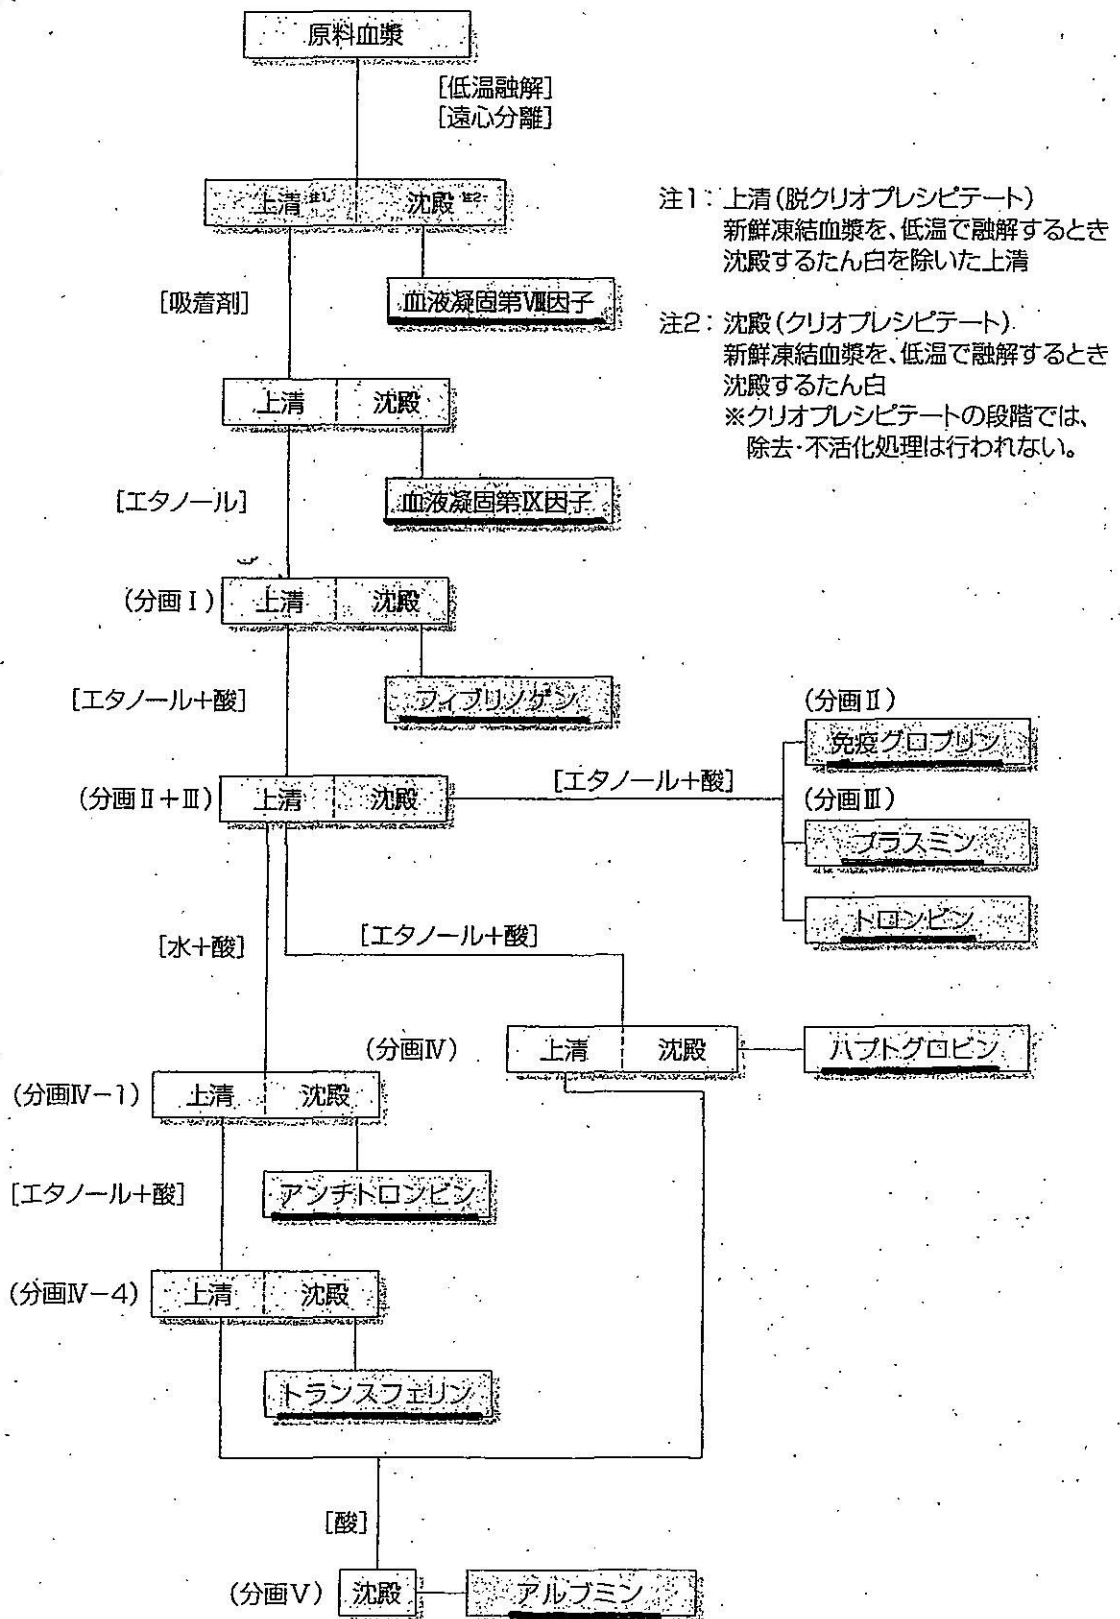 原料血漿
[低温融解]
[遠心分離]
上清注1 沈殿注2
注1：上清(脱クリオプレシピテート)
新鮮凍結血漿を、低温で融解するとき
沈殿するたん白を除いた上清
[吸着剤]
血液凝固第Ⅷ因子
注2：沈殿(クリオプレシピテート)
新鮮凍結血漿を、低温で融解するとき
沈殿するたん白
※クリオプレシピテートの段階では、
除去・不活化処理は行われない。
上清 沈殿
[エタノール]
血液凝固第Ⅸ因子
(分画Ⅰ) 上清 沈殿
[エタノール+酸]
フィブリノゲン
(分画Ⅱ)
免疫グロブリン
(分画Ⅱ+Ⅲ) 上清 沈殿
[エタノール+酸]
(分画Ⅲ)
プラスミン
トロンビン
[水+酸]
[エタノール+酸]
(分画Ⅳ) 上清 沈殿
ハプトグロビン
(分画Ⅳ-1) 上清 沈殿
[エタノール+酸]
アンチトロンビン
(分画Ⅳ-4) 上清 沈殿
トランスフェリン
[酸]
(分画Ⅴ) 沈殿
アルブミン